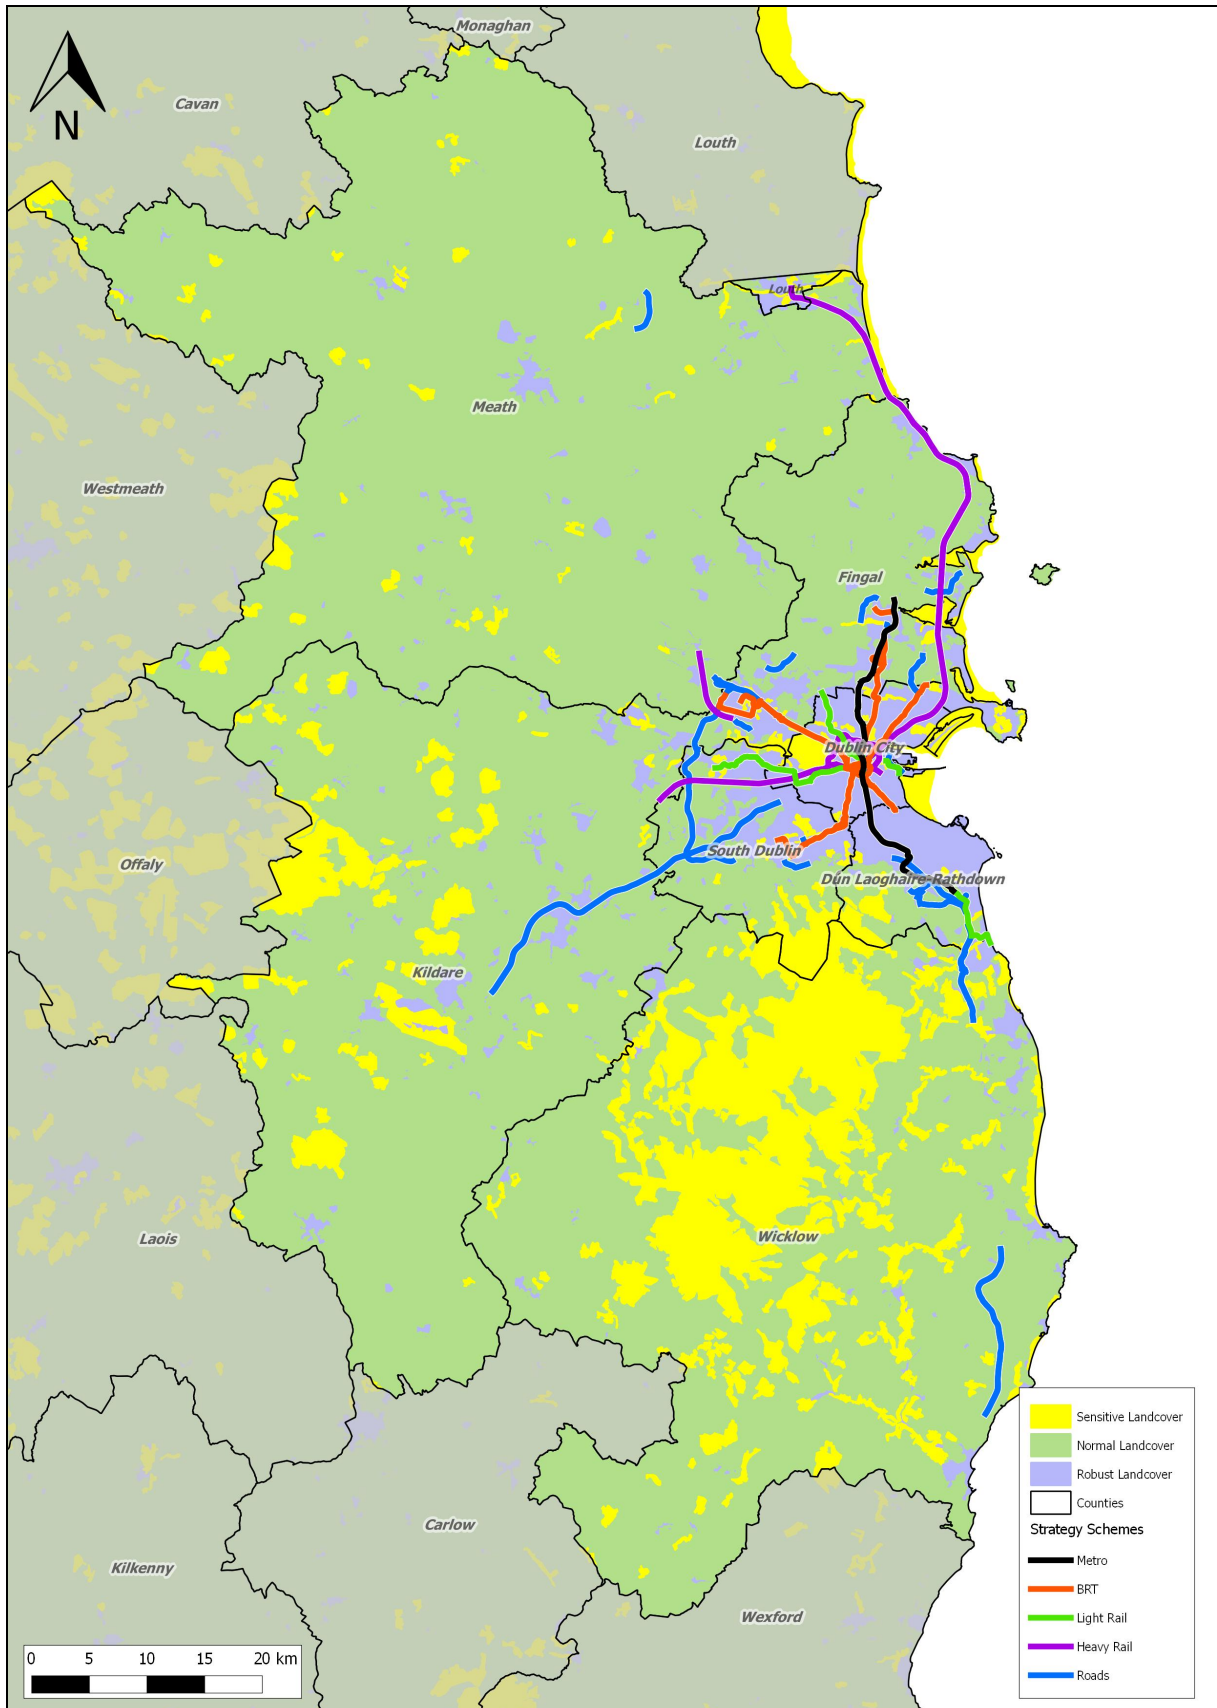 Monaghan
Cavan
N
Louth
Louth
Meath
Westmeath
Fingal
Dublin City
Offaly
South Dublin
Dún Laoghaire-Rathdown
Kildare
Laois
Wicklow
Carlow
Kilkenny
Wexford
Sensitive Landcover
Normal Landcover
Robust Landcover
Counties
Strategy Schemes
Metro
BRT
Light Rail
Heavy Rail
Roads
0 5 10 15 20 km